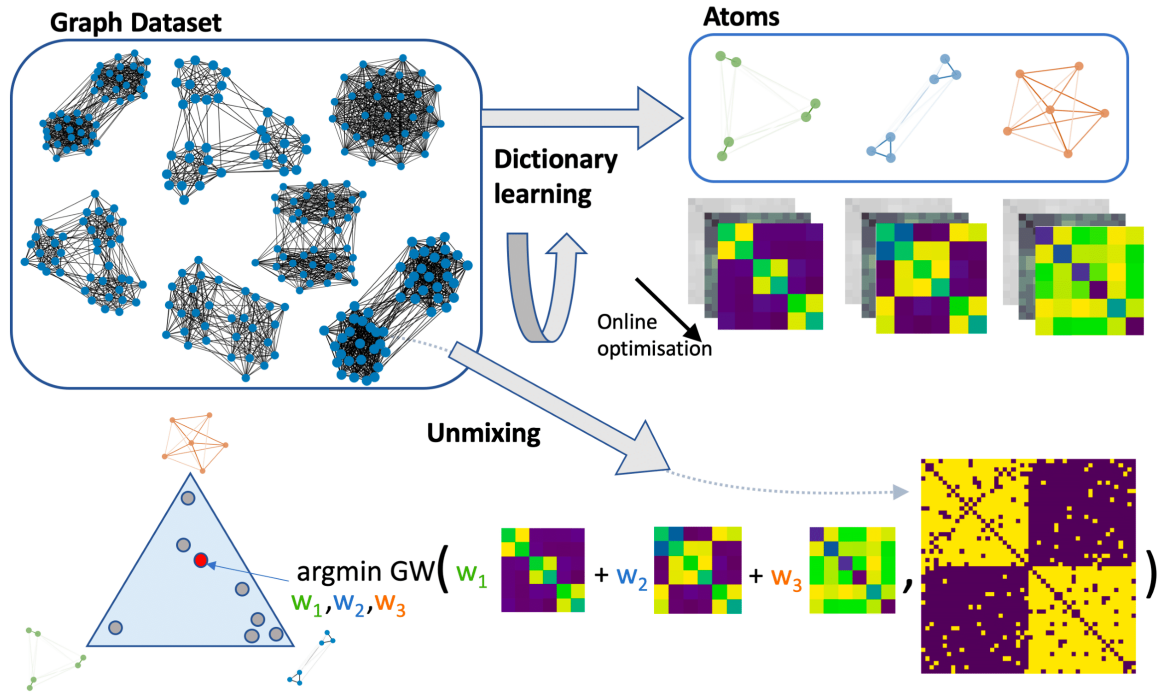 Graph Dataset
Atoms
Dictionary
learning
Online
optimisation
Unmixing
argmin GW( w₁ + w₂ + w₃ , )
w₁,w₂,w₃